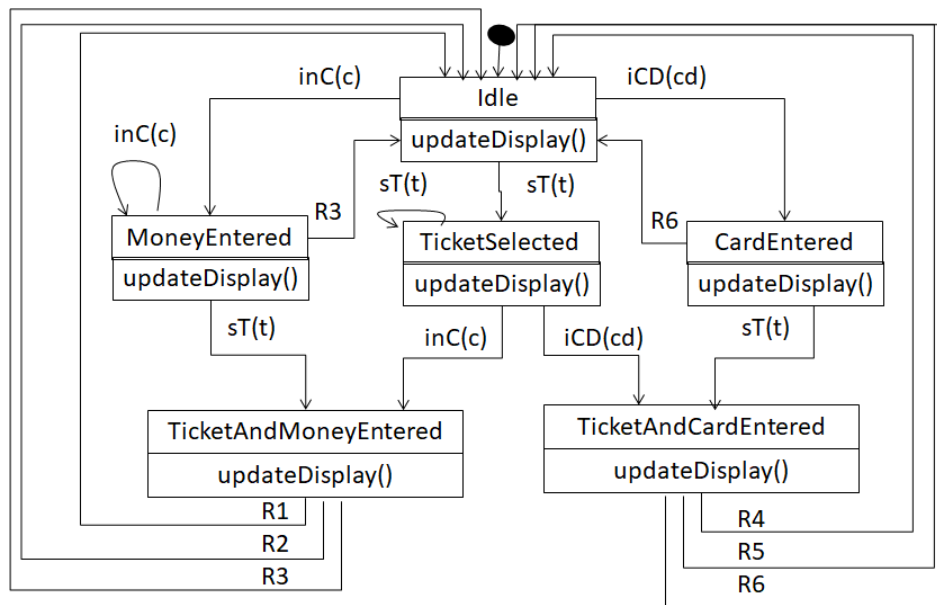 inC(c)
iCD(cd)
Idle
updateDisplay()
inC(c)
R3
sT(t)
sT(t)
R6
MoneyEntered
updateDisplay()
TicketSelected
updateDisplay()
CardEntered
updateDisplay()
sT(t)
inC(c)
iCD(cd)
sT(t)
TicketAndMoneyEntered
updateDisplay()
TicketAndCardEntered
updateDisplay()
R1
R2
R3
R4
R5
R6